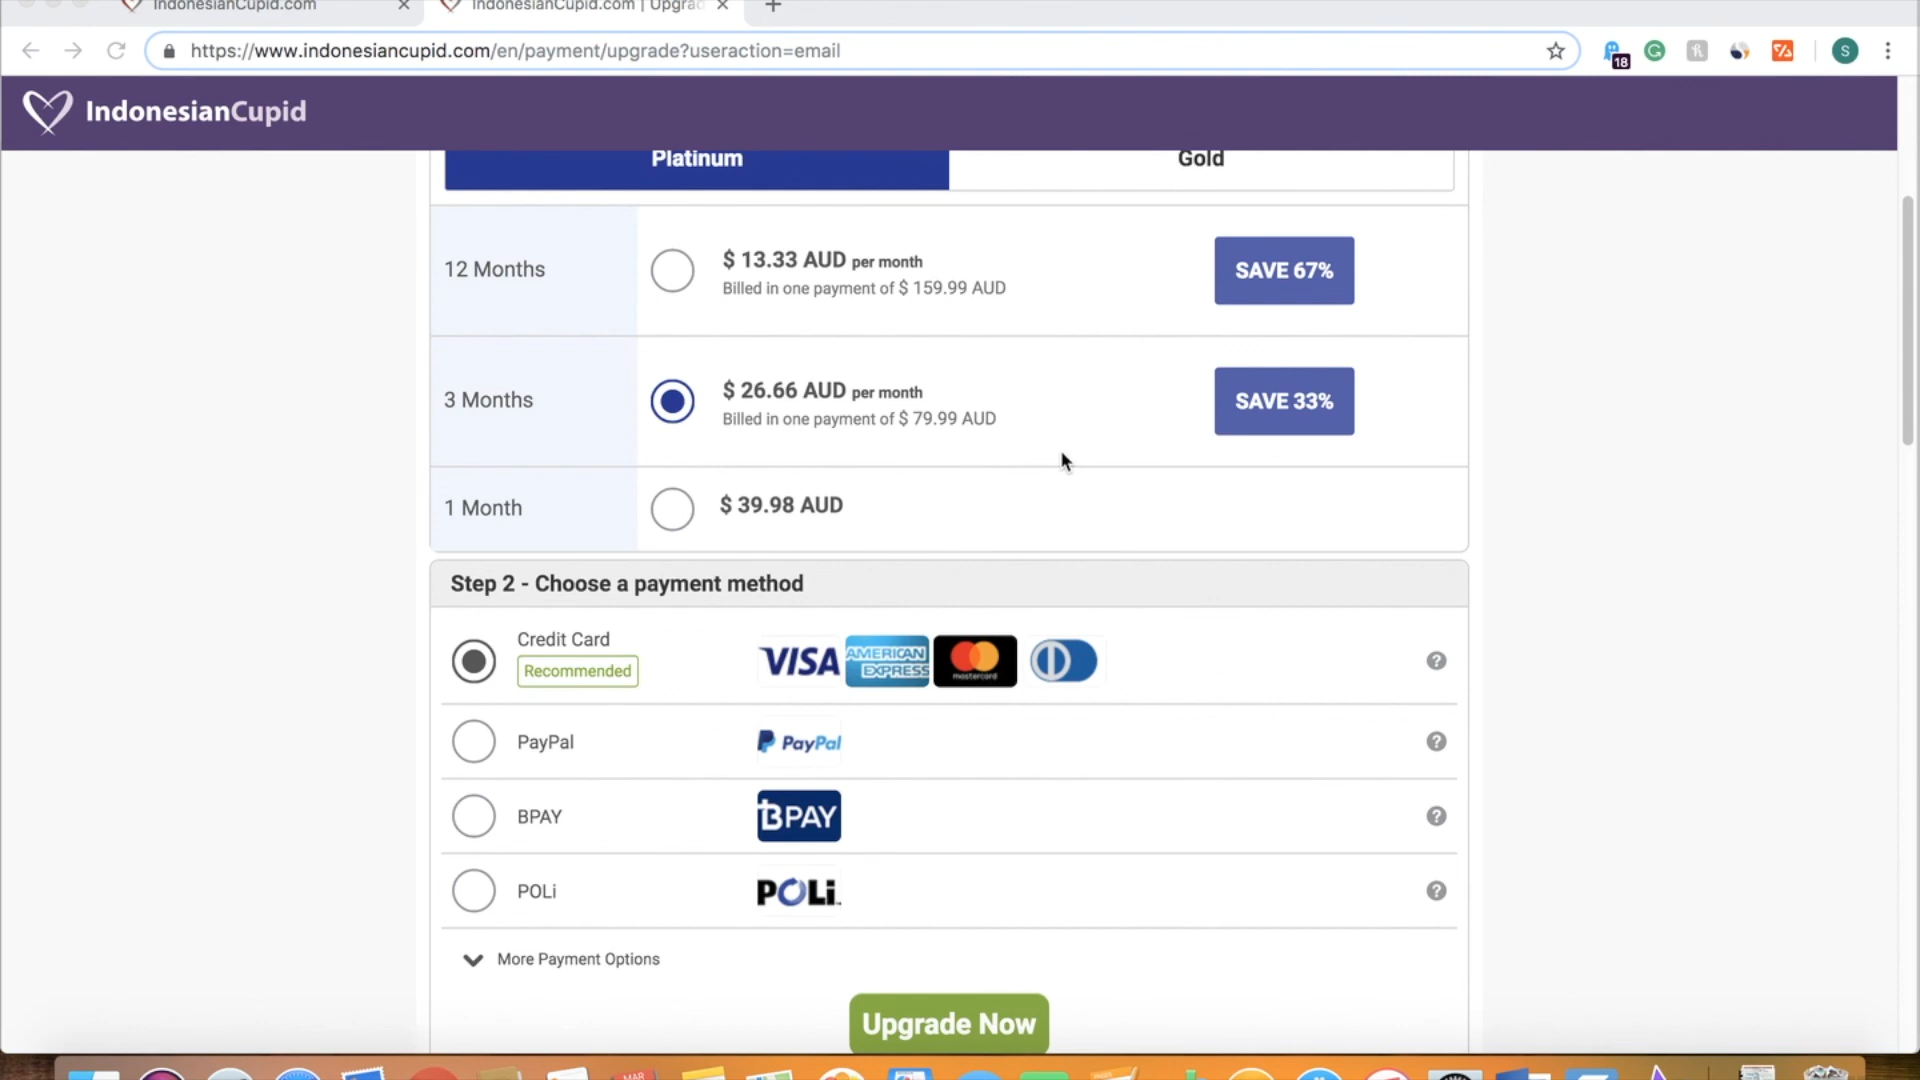 IndonesianCupid.com
IndonesianCupid.com | Upgrad
https://www.indonesiancupid.com/en/payment/upgrade?useraction=email
18
S
IndonesianCupid
Platinum
Gold
12 Months
$ 13.33 AUD per month
Billed in one payment of $ 159.99 AUD
SAVE 67%
3 Months
$ 26.66 AUD per month
Billed in one payment of $ 79.99 AUD
SAVE 33%
1 Month
$ 39.98 AUD
Step 2 - Choose a payment method
Credit Card
Recommended
VISA
AMERICAN EXPRESS
mastercard
?
PayPal
PayPal
?
BPAY
BPAY
?
POLi
POLi
?
More Payment Options
Upgrade Now
MAR